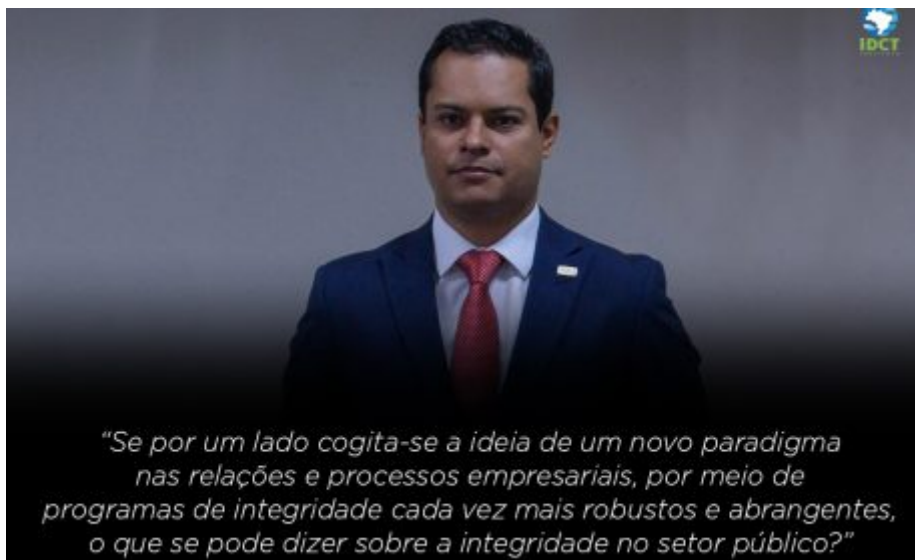 IDCT
“Se por um lado cogita-se a ideia de um novo paradigma
nas relações e processos empresariais, por meio de
programas de integridade cada vez mais robustos e abrangentes,
o que se pode dizer sobre a integridade no setor público?”